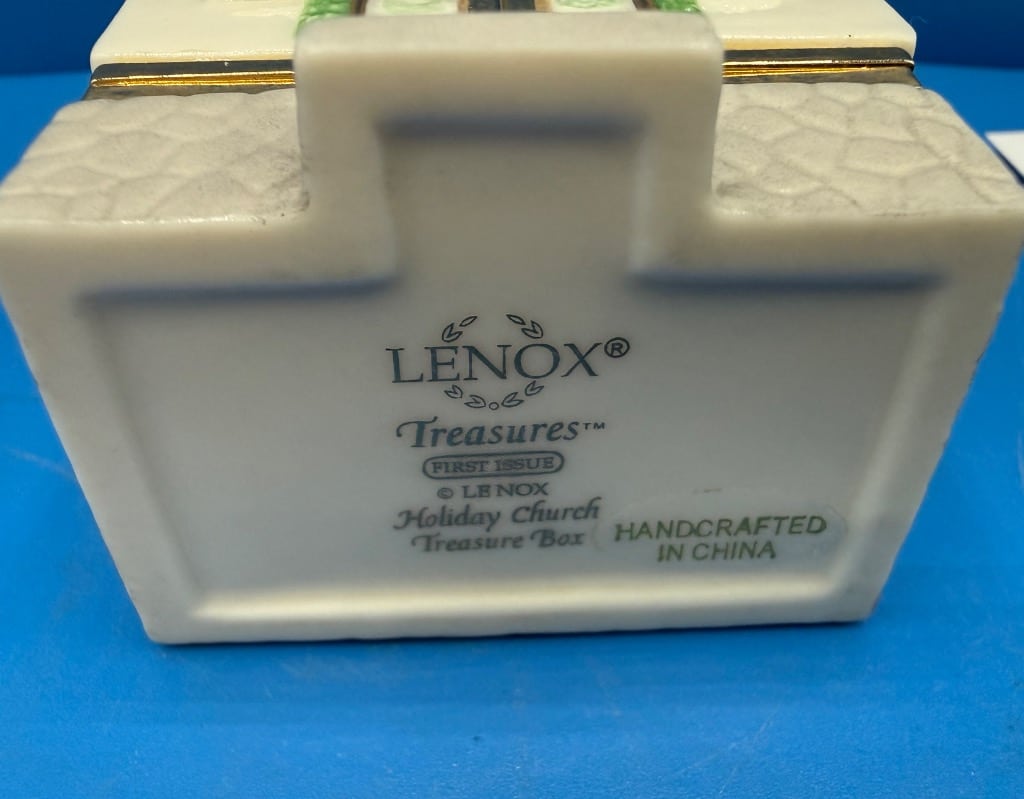 LENOX®
Treasures™
FIRST ISSUE
© LENOX
Holiday Church
Treasure Box
HANDCRAFTED
IN CHINA